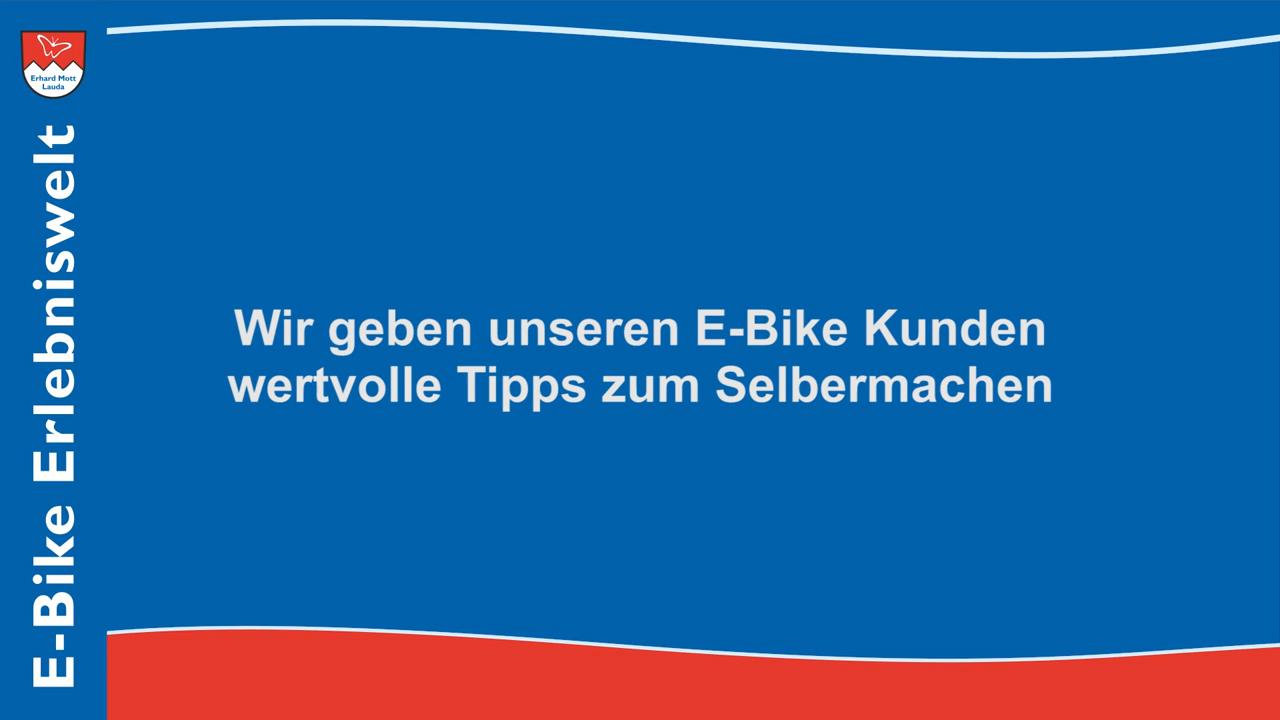 Erhard Mott
Lauda
E-Bike Erlebniswelt
Wir geben unseren E-Bike Kunden
wertvolle Tipps zum Selbermachen